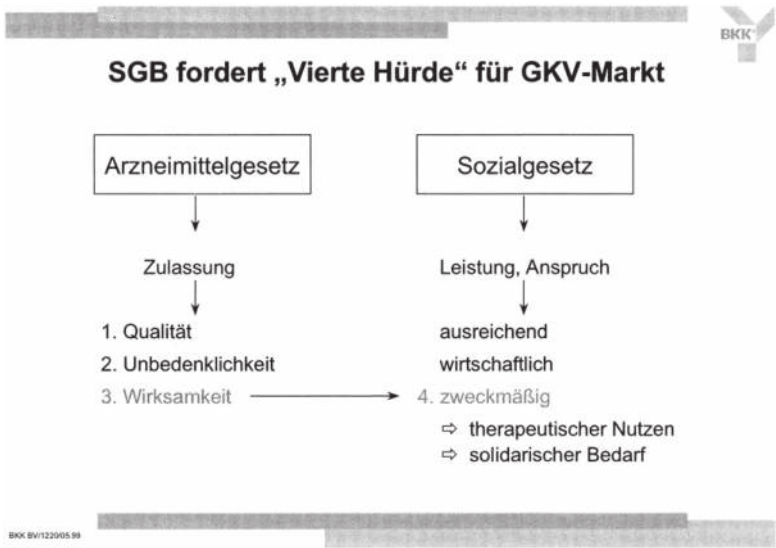 BKK
SGB fordert „Vierte Hürde“ für GKV-Markt
Arzneimittelgesetz
Zulassung
1. Qualität
2. Unbedenklichkeit
3. Wirksamkeit
Sozialgesetz
Leistung, Anspruch
ausreichend
wirtschaftlich
4. zweckmäßig
⇨ therapeutischer Nutzen
⇨ solidarischer Bedarf
BKK BV/1220/05.99